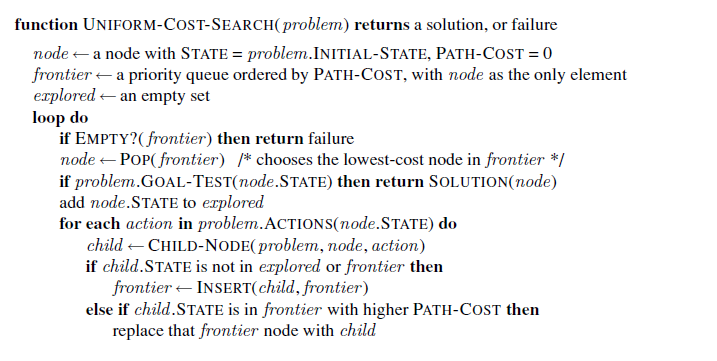 function UNIFORM-COST-SEARCH(problem) returns a solution, or failure
node ← a node with STATE = problem.INITIAL-STATE, PATH-COST = 0
frontier ← a priority queue ordered by PATH-COST, with node as the only element
explored ← an empty set
loop do
if EMPTY?(frontier) then return failure
node ← POP(frontier) /* chooses the lowest-cost node in frontier */
if problem.GOAL-TEST(node.STATE) then return SOLUTION(node)
add node.STATE to explored
for each action in problem.ACTIONS(node.STATE) do
child ← CHILD-NODE(problem, node, action)
if child.STATE is not in explored or frontier then
frontier ← INSERT(child, frontier)
else if child.STATE is in frontier with higher PATH-COST then
replace that frontier node with child